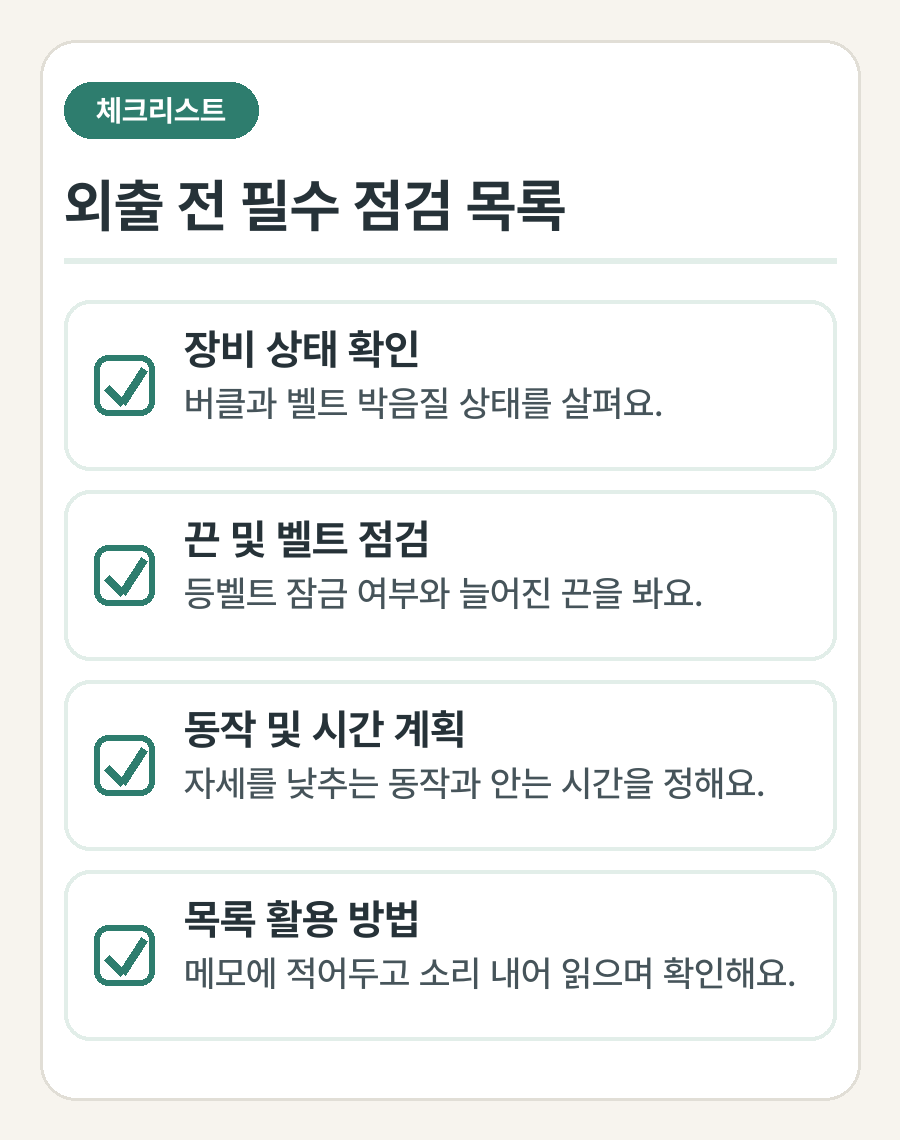 체크리스트
외출 전 필수 점검 목록
장비 상태 확인
버클과 벨트 박음질 상태를 살펴요.
끈 및 벨트 점검
등벨트 잠금 여부와 늘어진 끈을 봐요.
동작 및 시간 계획
자세를 낮추는 동작과 안는 시간을 정해요.
목록 활용 방법
메모에 적어두고 소리 내어 읽으며 확인해요.